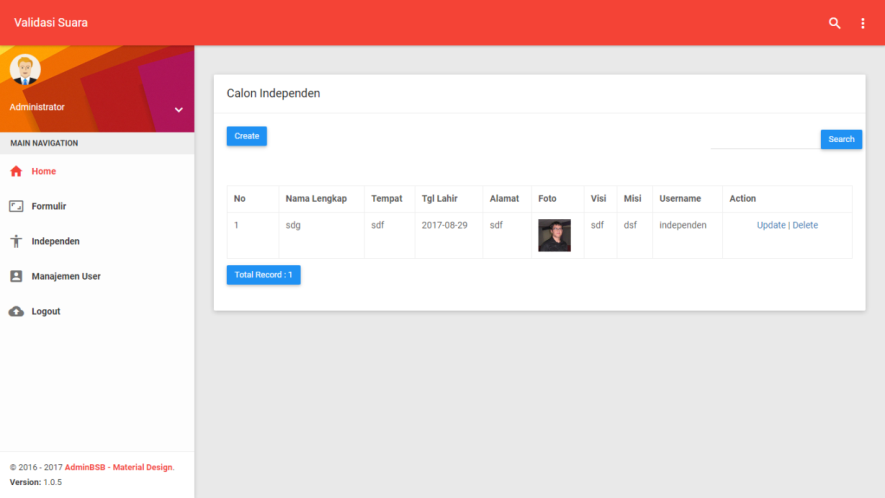 Validasi Suara
Administrator
MAIN NAVIGATION
Home
Formulir
Independen
Manajemen User
Logout
© 2016 - 2017 AdminBSB - Material Design.
Version: 1.0.5
Calon Independen
Create
Search
No Nama Lengkap Tempat Tgl Lahir Alamat Foto Visi Misi Username Action
1 sdg sdf 2017-08-29 sdf sdf dsf independen Update | Delete
Total Record : 1